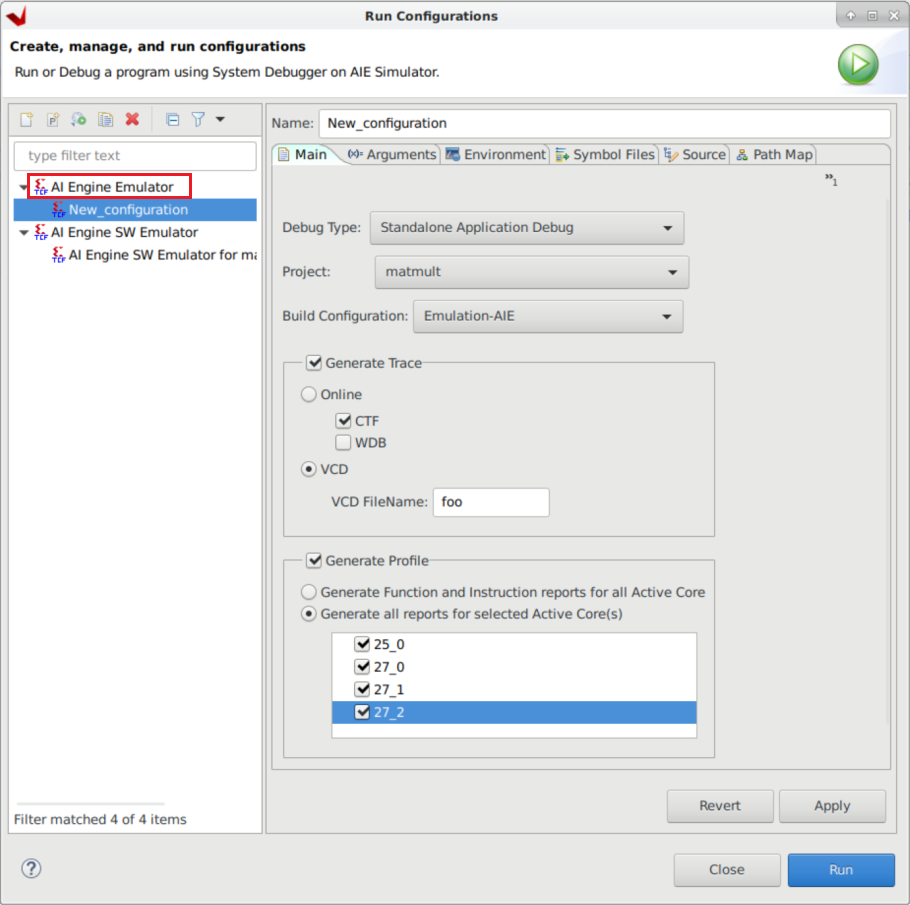 Run Configurations
Create, manage, and run configurations
Run or Debug a program using System Debugger on AIE Simulator.
type filter text
AI Engine Emulator
New_configuration
AI Engine SW Emulator
AI Engine SW Emulator for ma
Filter matched 4 of 4 items
Name: New_configuration
Main (x)= Arguments Environment Symbol Files Source Path Map
»1
Debug Type: Standalone Application Debug
Project: matmult
Build Configuration: Emulation-AIE
Generate Trace
Online
CTF
WDB
VCD
VCD FileName: foo
Generate Profile
Generate Function and Instruction reports for all Active Core
Generate all reports for selected Active Core(s)
25_0
27_0
27_1
27_2
Revert Apply
Close Run